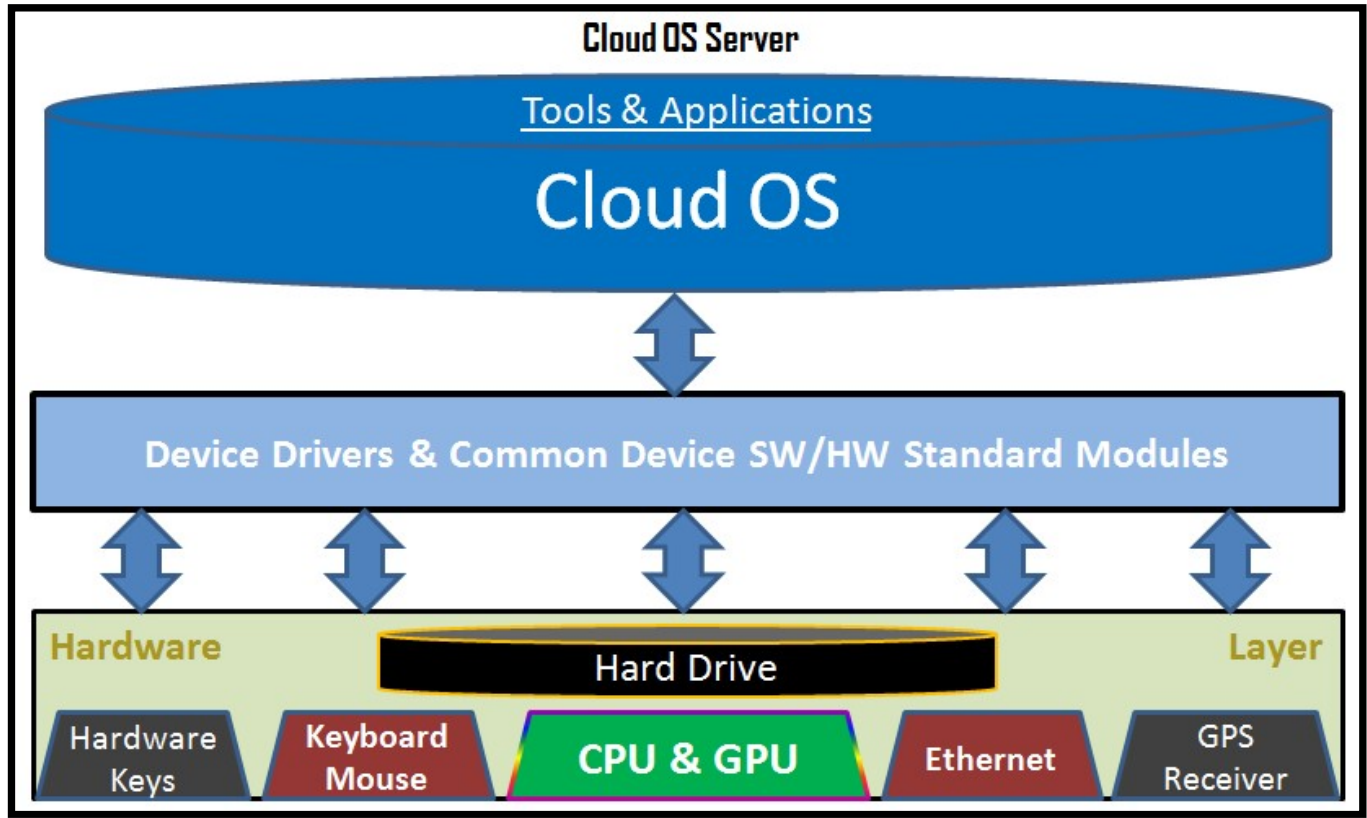 Cloud OS Server
Tools & Applications
Cloud OS
Device Drivers & Common Device SW/HW Standard Modules
Hardware
Layer
Hard Drive
Hardware
Keys
Keyboard
Mouse
CPU & GPU
Ethernet
GPS
Receiver